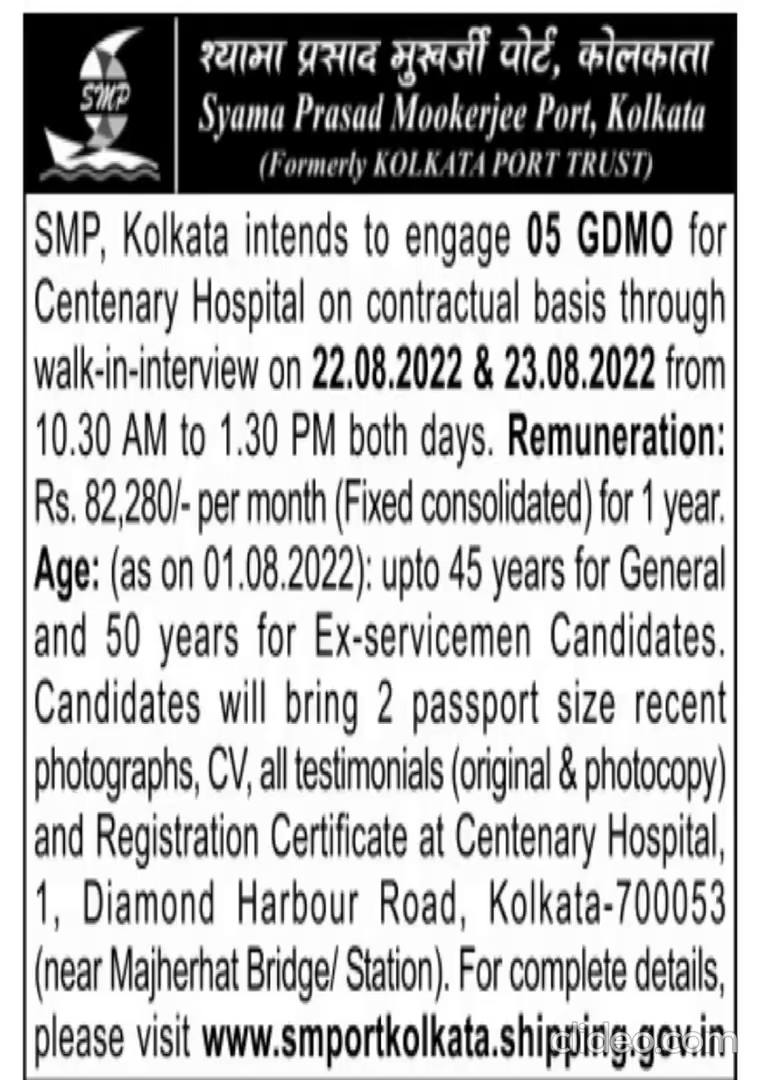 SMP
श्यामा प्रसाद मुखर्जी पोर्ट, कोलकाता
Syama Prasad Mookerjee Port, Kolkata
(Formerly KOLKATA PORT TRUST)
SMP, Kolkata intends to engage 05 GDMO for
Centenary Hospital on contractual basis through
walk-in-interview on 22.08.2022 & 23.08.2022 from
10.30 AM to 1.30 PM both days. Remuneration:
Rs. 82,280/- per month (Fixed consolidated) for 1 year.
Age: (as on 01.08.2022): upto 45 years for General
and 50 years for Ex-servicemen Candidates.
Candidates will bring 2 passport size recent
photographs, CV, all testimonials (original & photocopy)
and Registration Certificate at Centenary Hospital,
1, Diamond Harbour Road, Kolkata-700053
(near Majherhat Bridge/ Station). For complete details,
please visit www.smportkolkata.shipping.gov.in
clideo.com